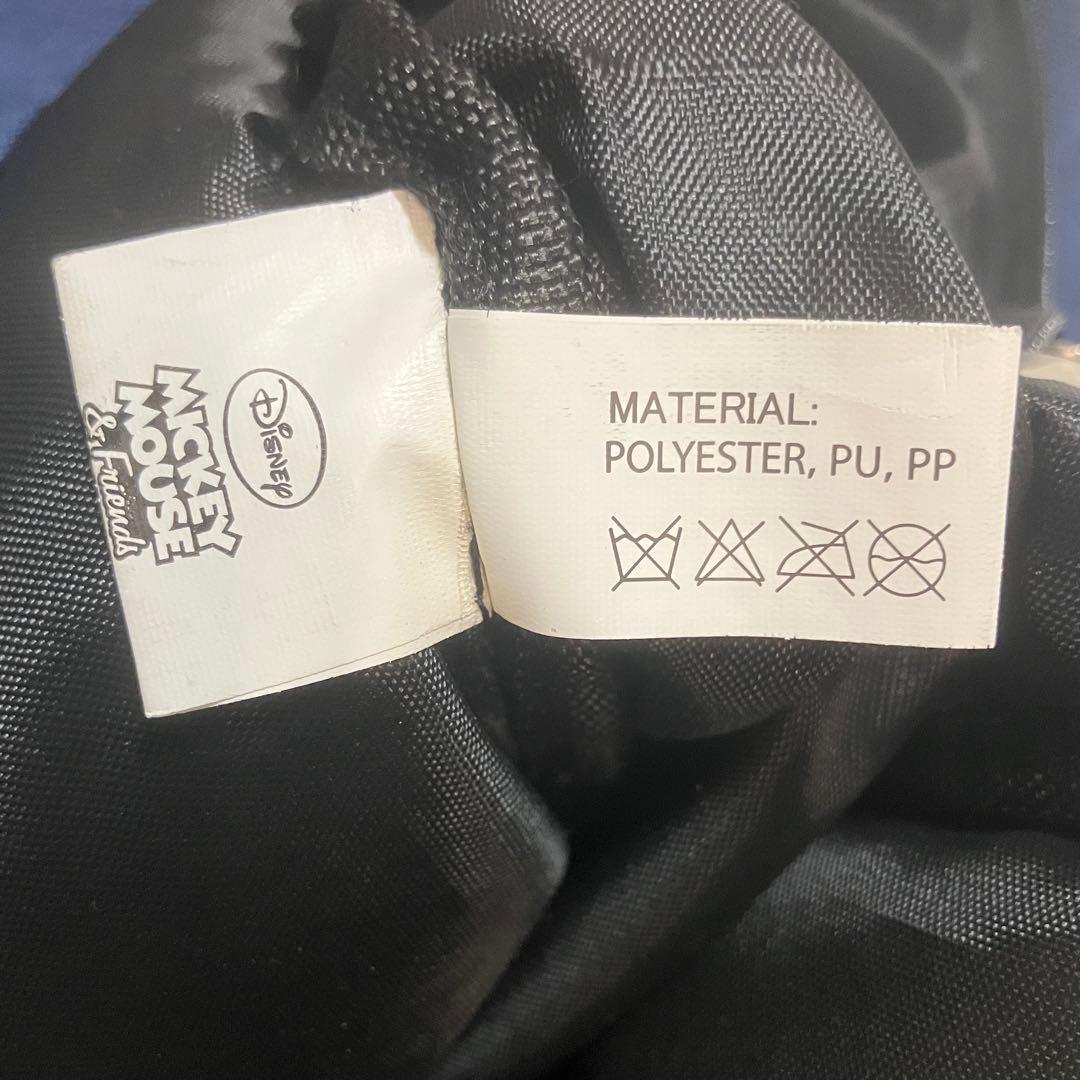 Disney
MICKEY
MOUSE
& Friends
MATERIAL:
POLYESTER, PU, PP